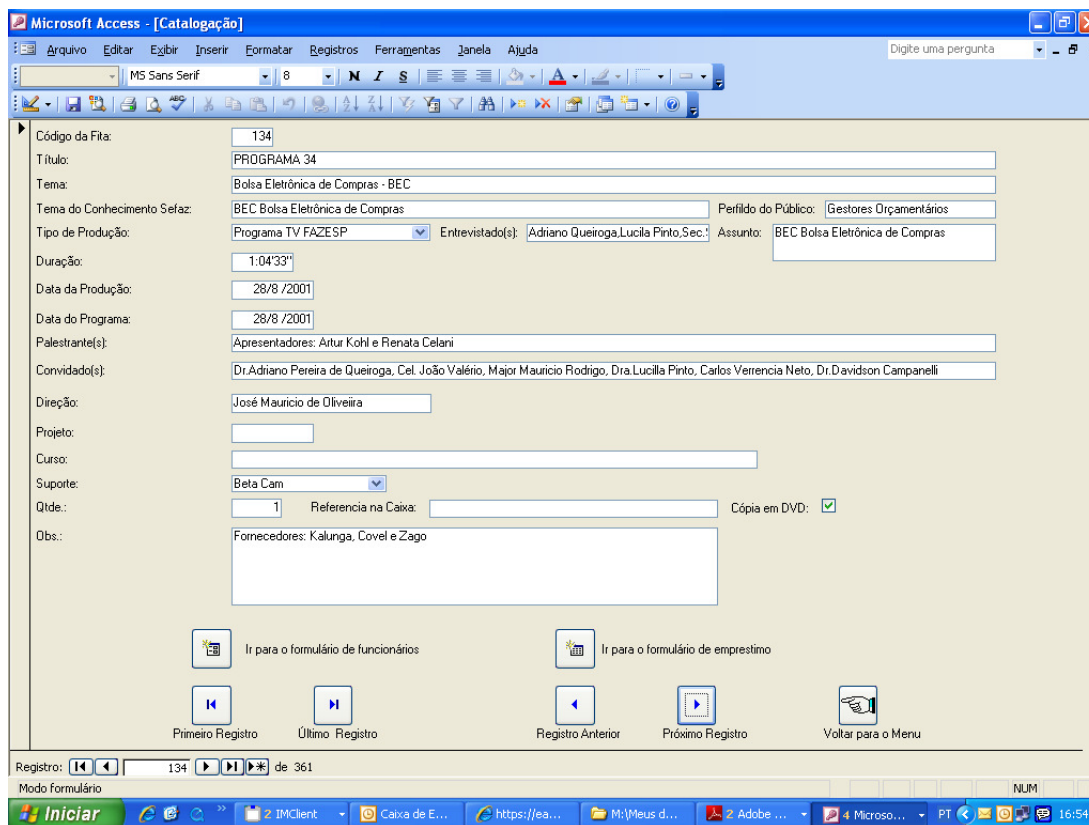 Microsoft Access - [Catalogação]
Arquivo Editar Exibir Inserir Formatar Registros Ferramentas Janela Ajuda Digite uma pergunta
MS Sans Serif 8 N I S A
Código da Fita: 134
Título: PROGRAMA 34
Tema: Bolsa Eletrônica de Compras - BEC
Tema do Conhecimento Sefaz: BEC Bolsa Eletrônica de Compras Perfildo do Público: Gestores Orçamentários
Tipo de Produção: Programa TV FAZESP Entrevistado(s): Adriano Queiroga,Lucila Pinto,Sec. Assunto: BEC Bolsa Eletrônica de Compras
Duração: 1:04'33"
Data da Produção: 28/8 /2001
Data do Programa: 28/8 /2001
Palestrante(s): Apresentadores: Artur Kohl e Renata Celani
Convidado(s): Dr.Adriano Pereira de Queiroga, Cel. João Valério, Major Mauricio Rodrigo, Dra.Lucilla Pinto, Carlos Verrencia Neto, Dr.Davidson Campanelli
Direção: José Mauricio de Oliveiira
Projeto:
Curso:
Suporte: Beta Cam
Qtde.: 1 Referencia na Caixa: Cópia em DVD:
Obs.: Fornecedores: Kalunga, Covel e Zago
Ir para o formulário de funcionários Ir para o formulário de emprestimo
Primeiro Registro Último Registro Registro Anterior Próximo Registro Voltar para o Menu
Registro: 134 de 361
Modo formulário NUM
Iniciar 2 IMClient Caixa de E... https://ea... M:\Meus d... 2 Adobe ... 4 Microso... PT 16:54